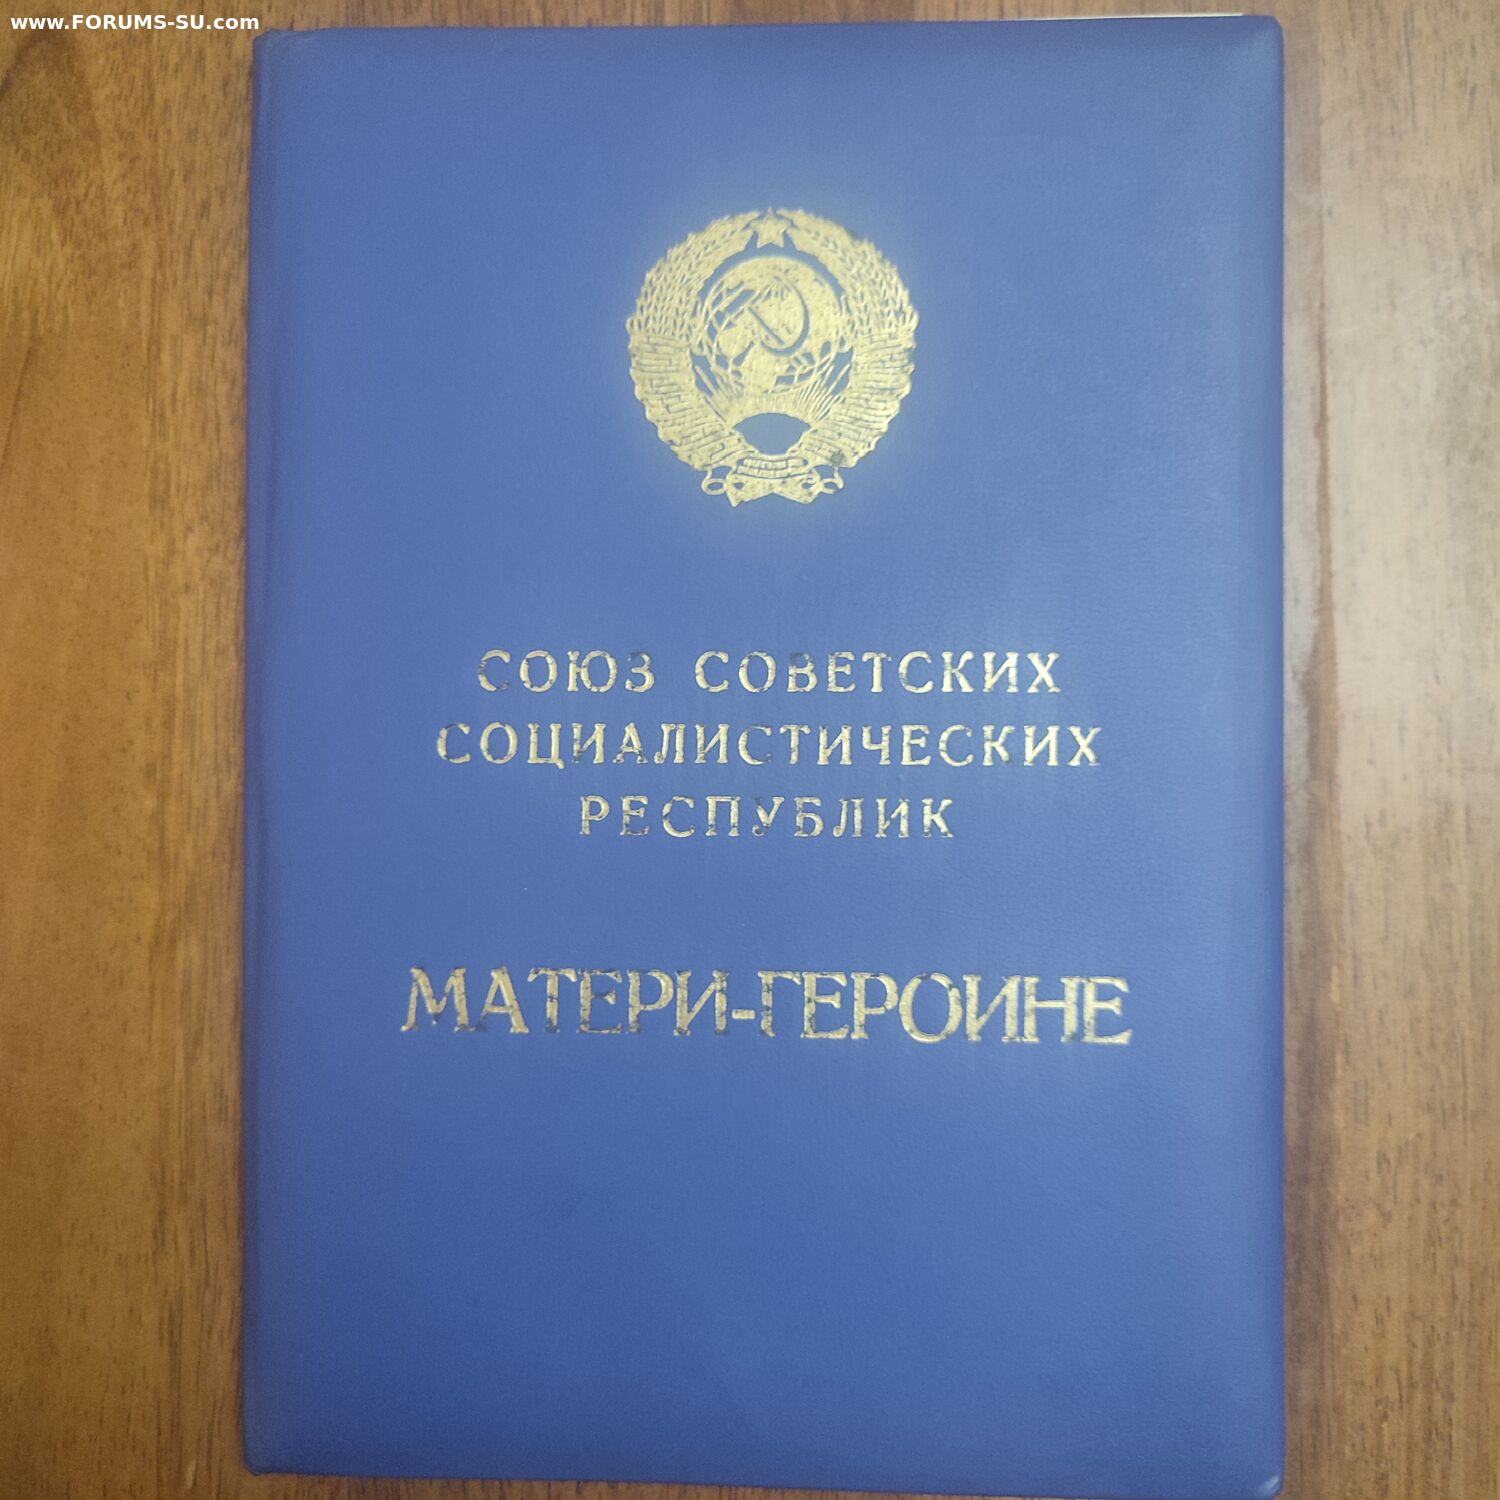 www.FORUMS-SU.com
СОЮЗ СОВЕТСКИХ
СОЦИАЛИСТИЧЕСКИХ
РЕСПУБЛИК
МАТЕРИ-ГЕРОИНЕ